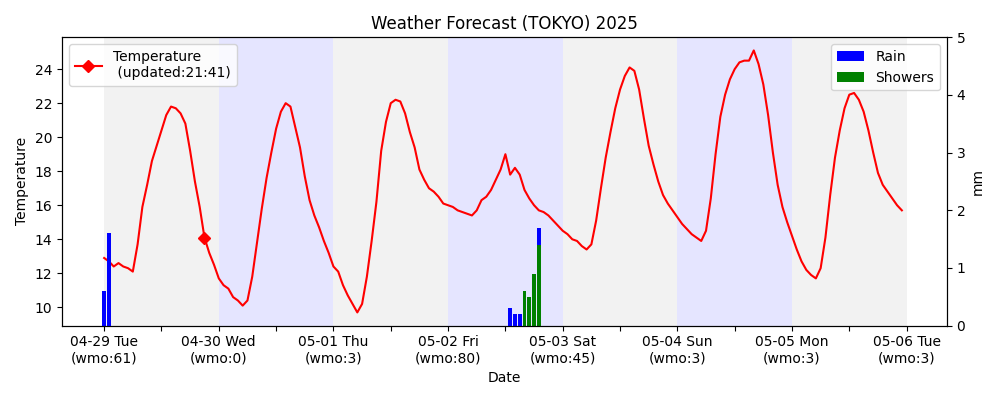 Weather Forecast (TOKYO) 2025
Temperature
(updated:21:41)
Rain
Showers
Temperature
24
22
20
18
16
14
12
10
5
4
3
2
1
0
mm
04-29 Tue
(wmo:61)
04-30 Wed
(wmo:0)
05-01 Thu
(wmo:3)
05-02 Fri
(wmo:80)
05-03 Sat
(wmo:45)
05-04 Sun
(wmo:3)
05-05 Mon
(wmo:3)
05-06 Tue
(wmo:3)
Date